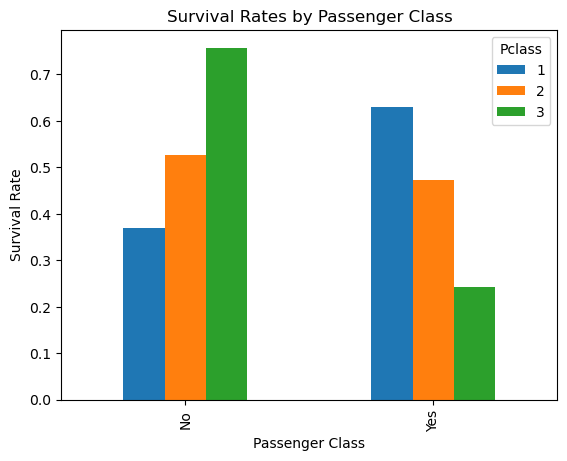 Survival Rates by Passenger Class
Survival Rate
0.7
0.6
0.5
0.4
0.3
0.2
0.1
0.0
Pclass
1
2
3
No
Yes
Passenger Class